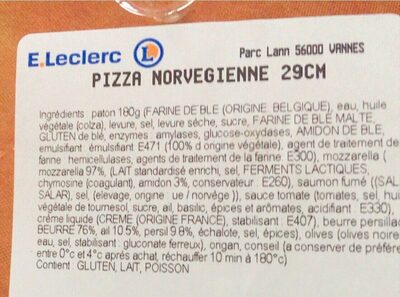 E.Leclerc L
Parc Lann 56000 VANNES
PIZZA NORVEGIENNE 29CM
Ingrédients : paton 180g (FARINE DE BLE (ORIGINE BELGIQUE), eau, huile
végétale (colza), levure, sel, levure sèche, sucre, FARINE DE BLE MALTE,
GLUTEN de blé, enzymes amylases, glucose-oxydases, AMIDON DE BLE,
emulsifiant : émulsifiants E471 (100% d origine végétale), agent de traitement de
farine hemicellulases, agents de traitement de la farine: E300), mozzarella (
mozzarella 97%, (LAIT standardisé enrichi, sel, FERMENTS LACTIQUES,
chymosine (coagulant), amidon 3%, conservateur : E260), saumon fumé ((SAL
SALAR), sel, (elevage, origine ue / norvège )), sauce tomate (tomates, sel, hui
végétale de tournesol, sucre, ail, basilic, épices et arômates, acidifiant : E330),
crème liquide (CREME (ORIGINE FRANCE), stabilisant : E407), beurre persillac
BEURRE 76%, ail 10.5%, persil 9.8%, échalote, sel, épices), olives (olives noire
eau, sel, stabilisant : gluconate ferreux), origan, conseil (a conserver de préfére
entre 0°c et 4°c après achat, réchauffer 10 min à 180°c)
Contient : GLUTEN, LAIT, POISSON